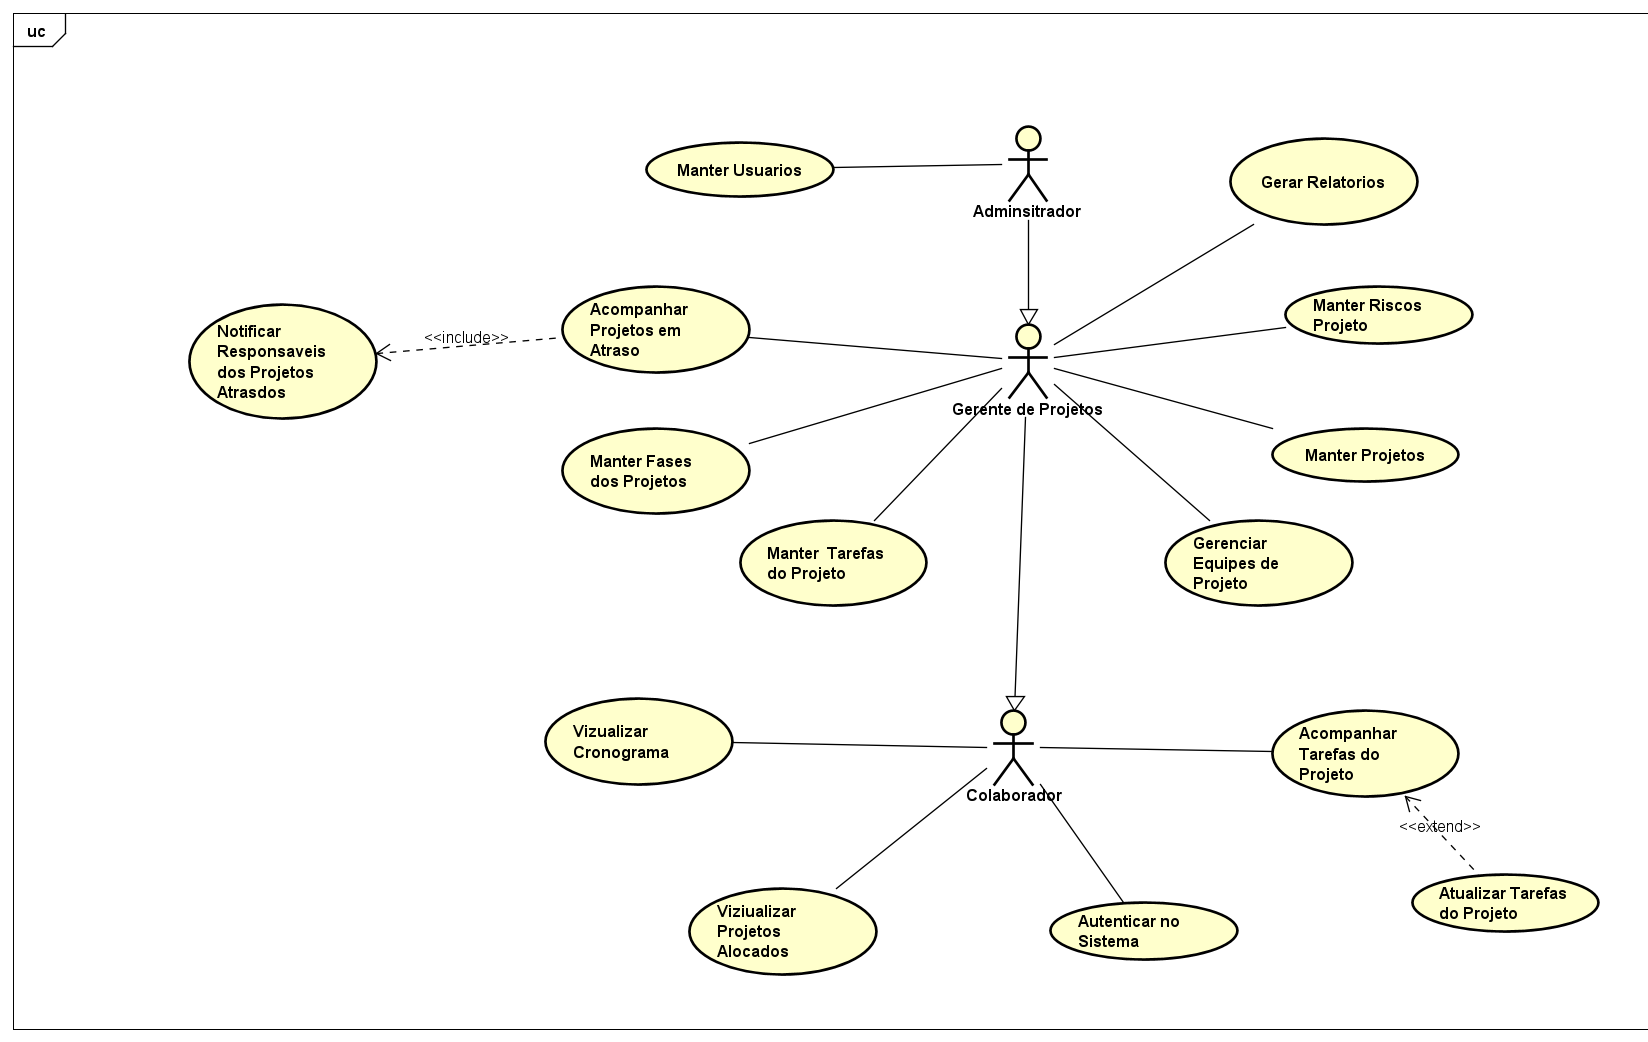 uc
Manter Usuarios
Adminsitrador
Gerar Relatorios
Notificar
Responsaveis
dos Projetos
Atrasdos
<<include>>
Acompanhar
Projetos em
Atraso
Manter Riscos
Projeto
Gerente de Projetos
Manter Fases
dos Projetos
Manter Projetos
Manter  Tarefas
do Projeto
Gerenciar
Equipes de
Projeto
Vizualizar
Cronograma
Colaborador
Acompanhar
Tarefas do
Projeto
<<extend>>
Viziualizar
Projetos
Alocados
Autenticar no
Sistema
Atualizar Tarefas
do Projeto